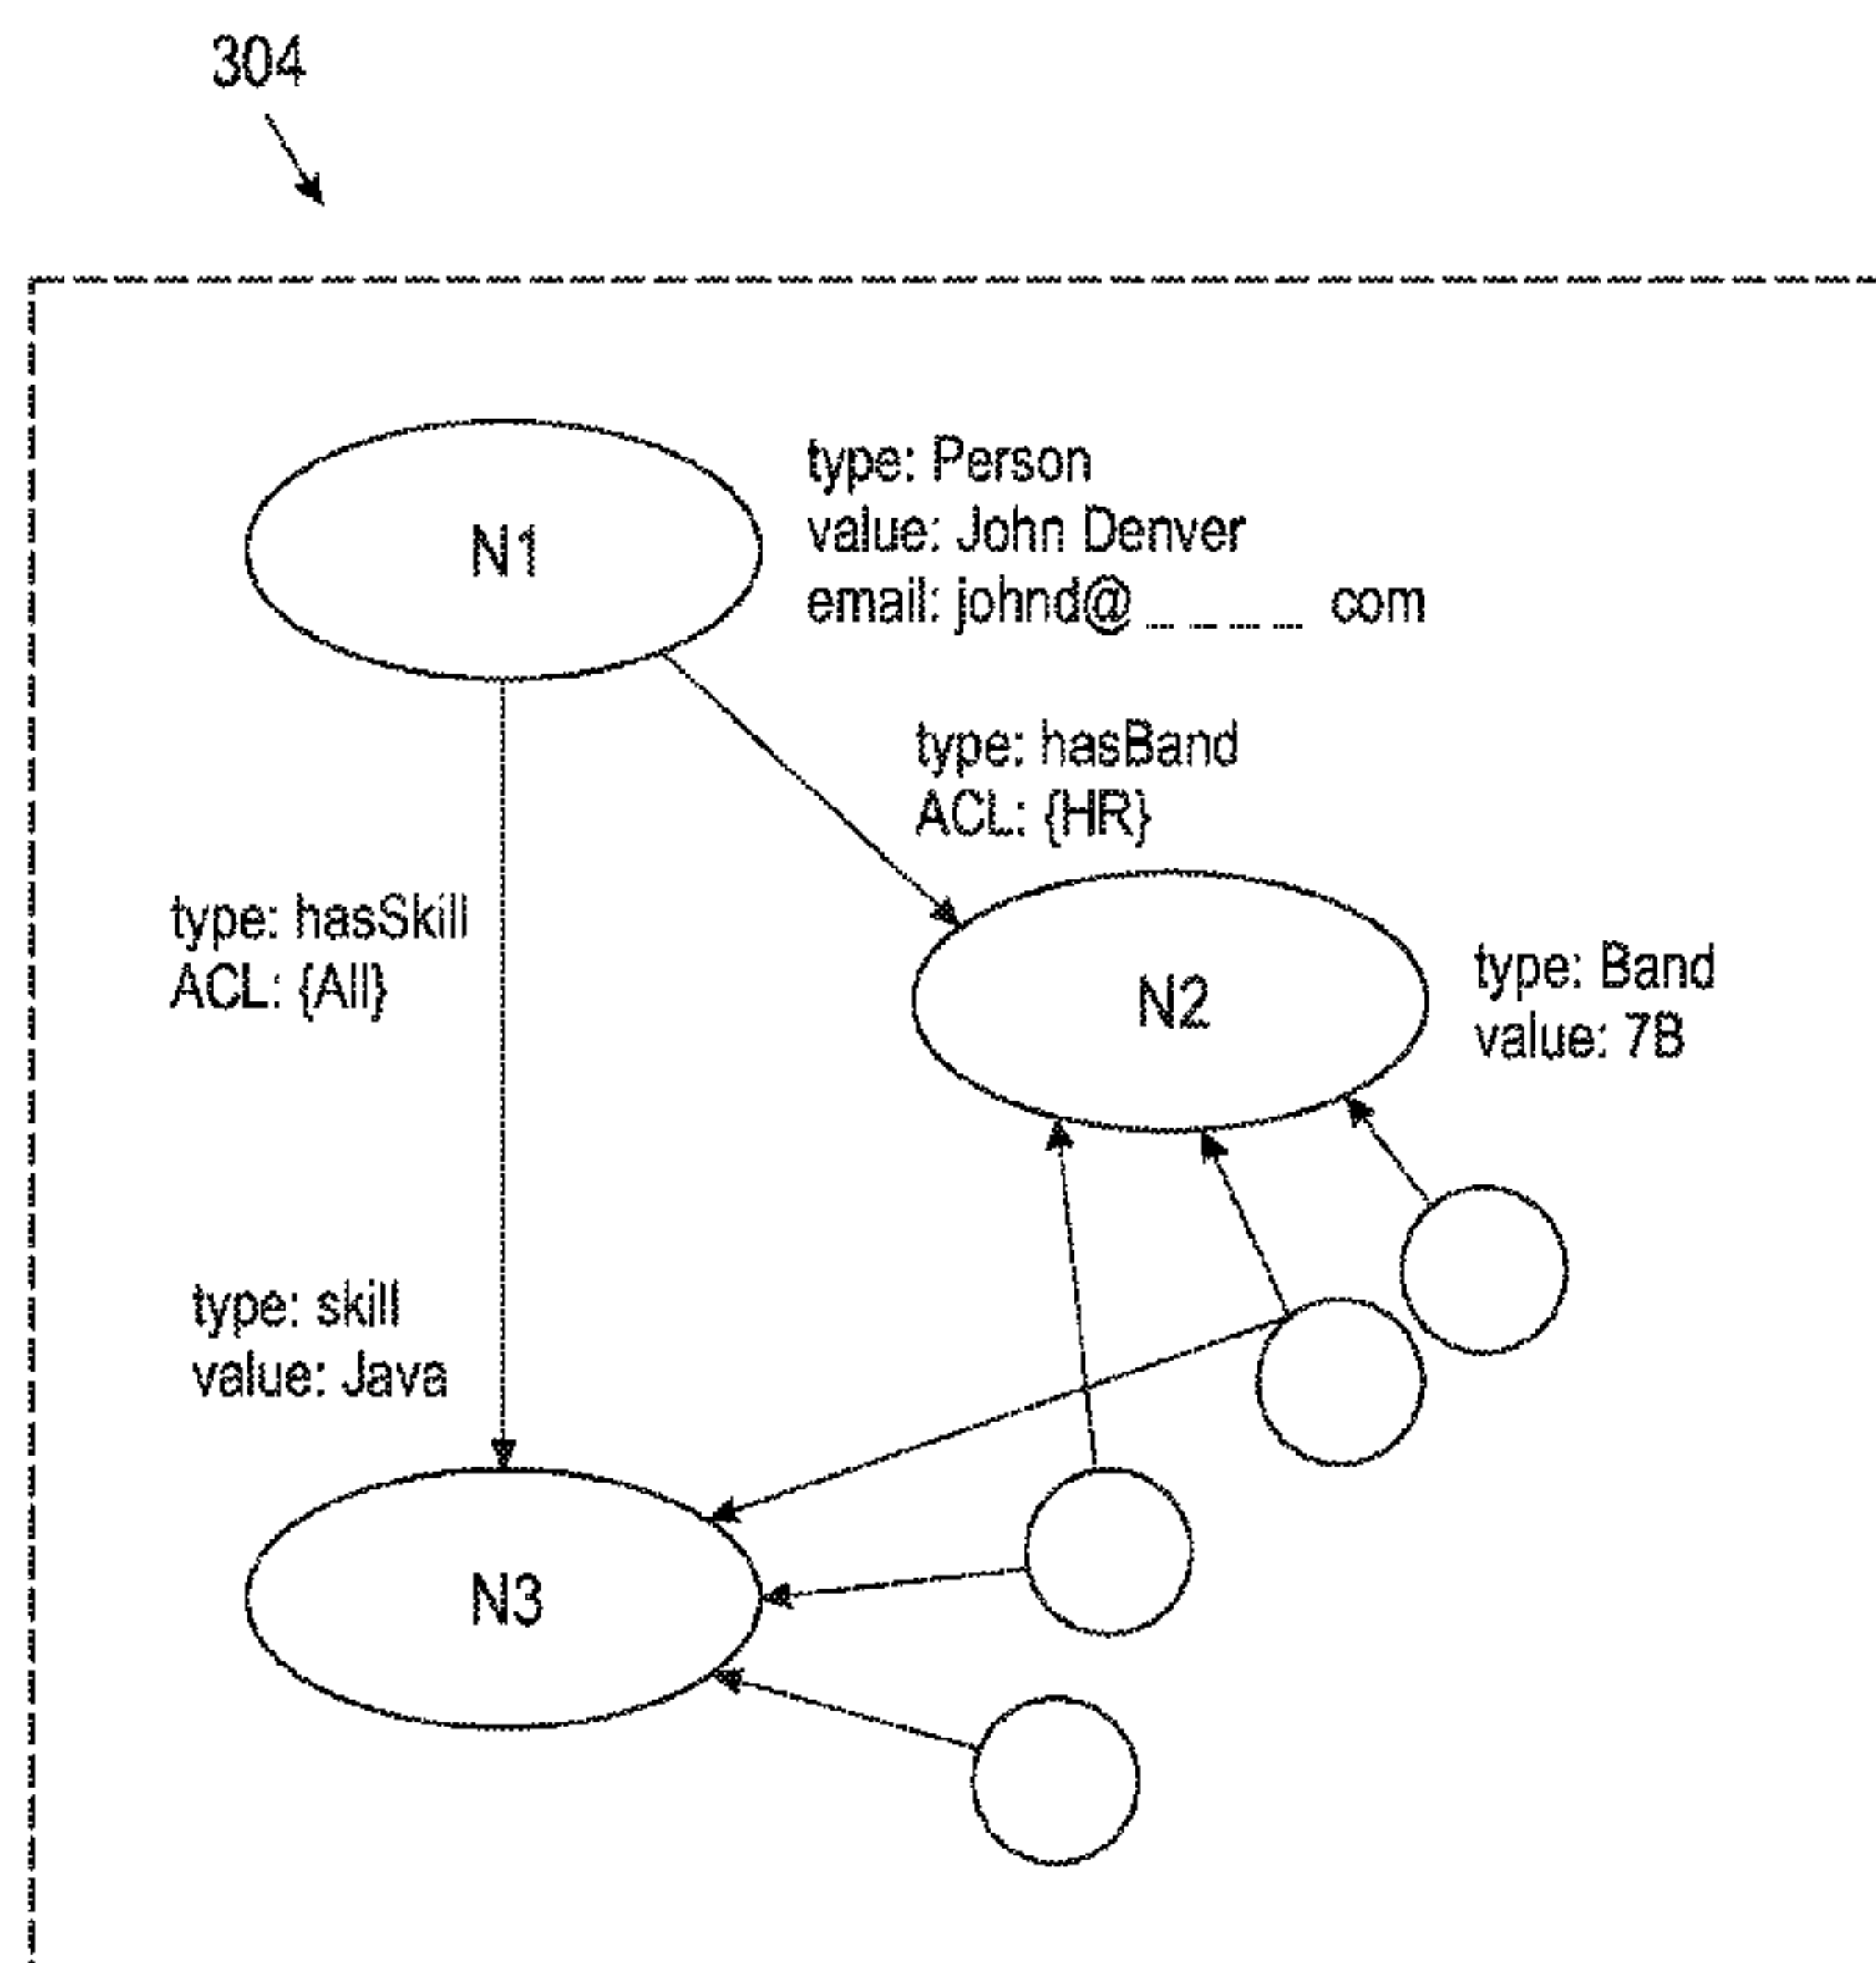 304
N1
type: Person
value: John Denver
email: johnd@ _ _ _ _ com
type: hasBand
ACL: {HR}
type: hasSkill
ACL: {All}
N2
type: Band
value: 7B
type: skill
value: Java
N3